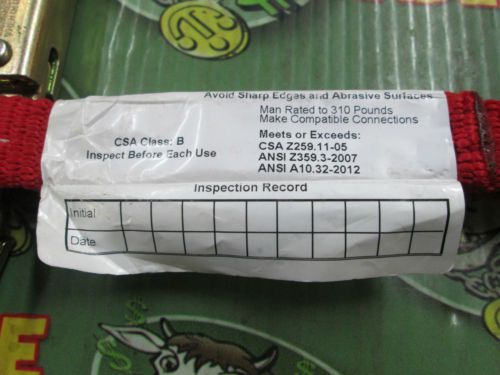 Avoid Sharp Edges and Abrasive Surfaces
Man Rated to 310 Pounds
Make Compatible Connections
CSA Class: B
Inspect Before Each Use
Meets or Exceeds:
CSA Z259.11-05
ANSI Z359.3-2007
ANSI A10.32-2012
Inspection Record
Initial
Date